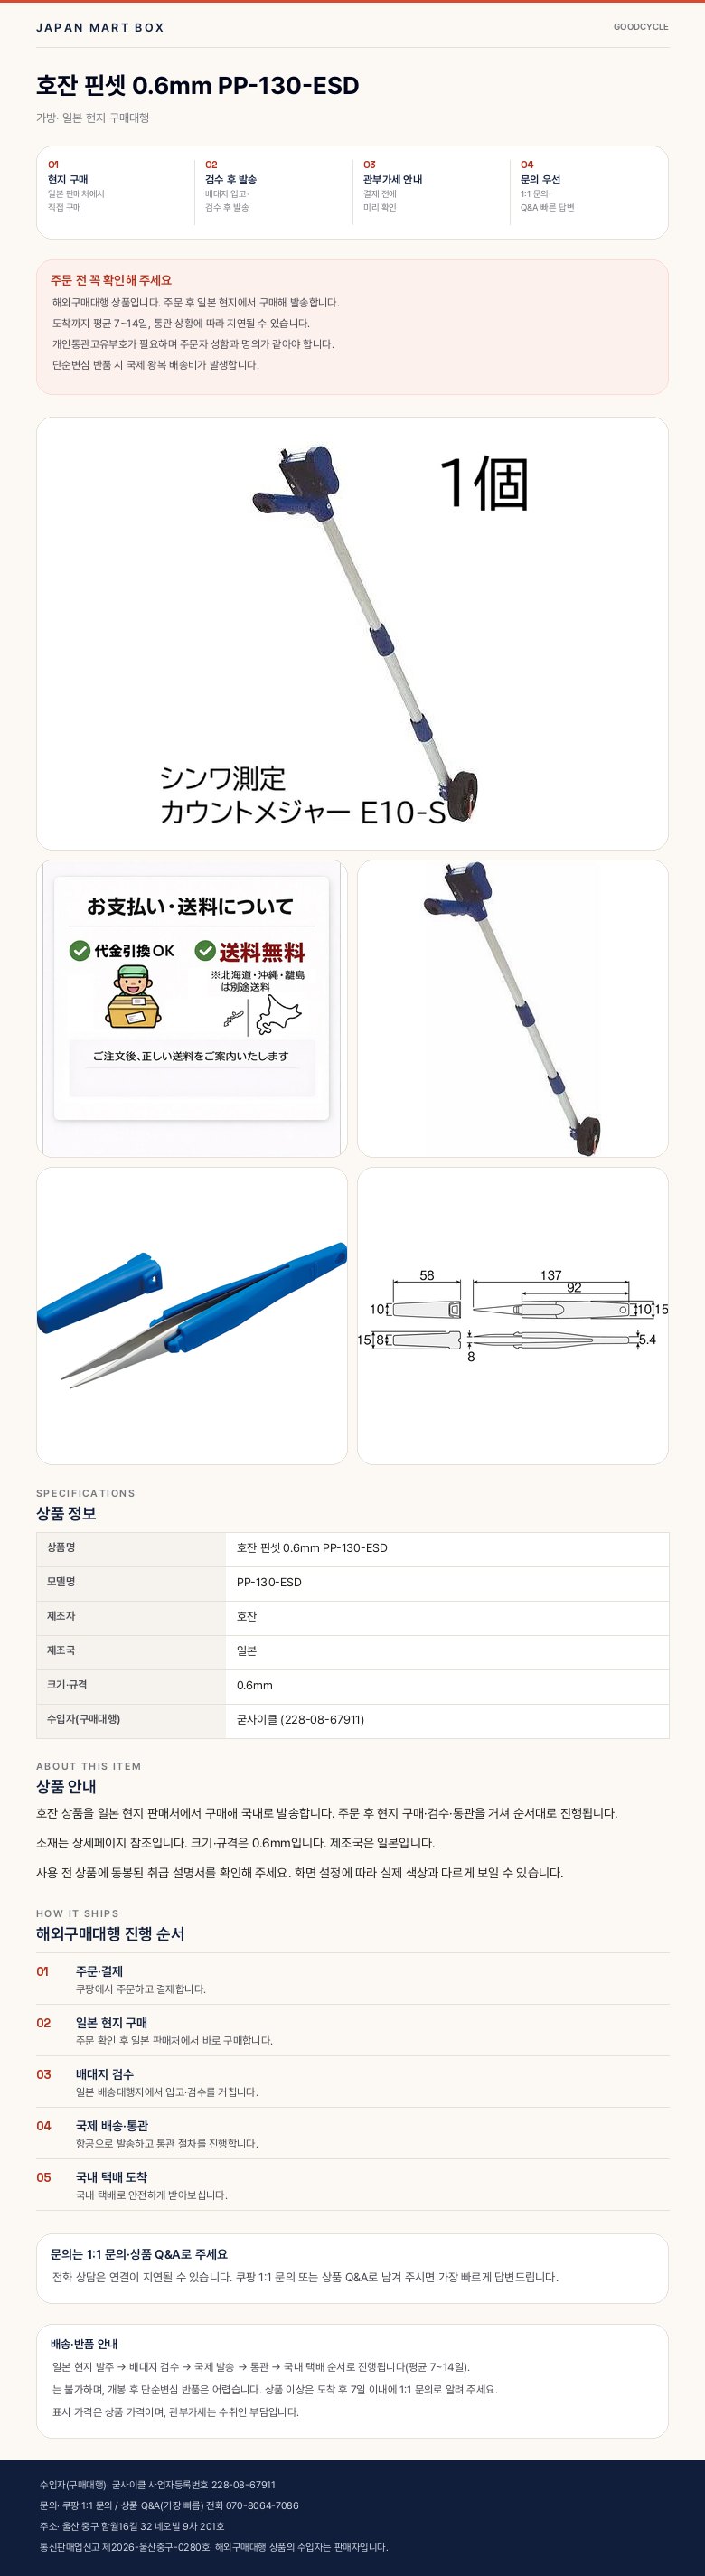 JAPAN MART BOX
GOODCYCLE
호잔 핀셋 0.6mm PP-130-ESD
가방· 일본 현지 구매대행
01
현지 구매
일본 판매처에서
직접 구매
02
검수 후 발송
배대지 입고·
검수 후 발송
03
관부가세 안내
결제 전에
미리 확인
04
문의 우선
1:1 문의·
Q&A 빠른 답변
주문 전 꼭 확인해 주세요
해외구매대행 상품입니다. 주문 후 일본 현지에서 구매해 발송합니다.
도착까지 평균 7~14일, 통관 상황에 따라 지연될 수 있습니다.
개인통관고유부호가 필요하며 주문자 성함과 명의가 같아야 합니다.
단순변심 반품 시 국제 왕복 배송비가 발생합니다.
1個
シンワ測定
カウントメジャー E10-S
お支払い・送料について
代金引換OK
送料無料
※北海道・沖縄・離島
は別途送料
ご注文後、正しい送料をご案内いたします
58
137
92
10
10
15
15
8
8
5.4
SPECIFICATIONS
상품 정보
상품명
호잔 핀셋 0.6mm PP-130-ESD
모델명
PP-130-ESD
제조자
호잔
제조국
일본
크기·규격
0.6mm
수입자(구매대행)
굳사이클 (228-08-67911)
ABOUT THIS ITEM
상품 안내
호잔 상품을 일본 현지 판매처에서 구매해 국내로 발송합니다. 주문 후 현지 구매·검수·통관을 거쳐 순서대로 진행됩니다.
소재는 상세페이지 참조입니다. 크기·규격은 0.6mm입니다. 제조국은 일본입니다.
사용 전 상품에 동봉된 취급 설명서를 확인해 주세요. 화면 설정에 따라 실제 색상과 다르게 보일 수 있습니다.
HOW IT SHIPS
해외구매대행 진행 순서
01
주문·결제
쿠팡에서 주문하고 결제합니다.
02
일본 현지 구매
주문 확인 후 일본 판매처에서 바로 구매합니다.
03
배대지 검수
일본 배송대행지에서 입고·검수를 거칩니다.
04
국제 배송·통관
항공으로 발송하고 통관 절차를 진행합니다.
05
국내 택배 도착
국내 택배로 안전하게 받아보십니다.
문의는 1:1 문의·상품 Q&A로 주세요
전화 상담은 연결이 지연될 수 있습니다. 쿠팡 1:1 문의 또는 상품 Q&A로 남겨 주시면 가장 빠르게 답변드립니다.
배송·반품 안내
일본 현지 발주 → 배대지 검수 → 국제 발송 → 통관 → 국내 택배 순서로 진행됩니다(평균 7~14일).
는 불가하며, 개봉 후 단순변심 반품은 어렵습니다. 상품 이상은 도착 후 7일 이내에 1:1 문의로 알려 주세요.
표시 가격은 상품 가격이며, 관부가세는 수취인 부담입니다.
수입자(구매대행)· 굳사이클 사업자등록번호 228-08-67911
문의· 쿠팡 1:1 문의 / 상품 Q&A(가장 빠름) 전화 070-8064-7086
주소· 울산 중구 함월16길 32 네오빌 9차 201호
통신판매업신고 제2026-울산중구-0280호· 해외구매대행 상품의 수입자는 판매자입니다.